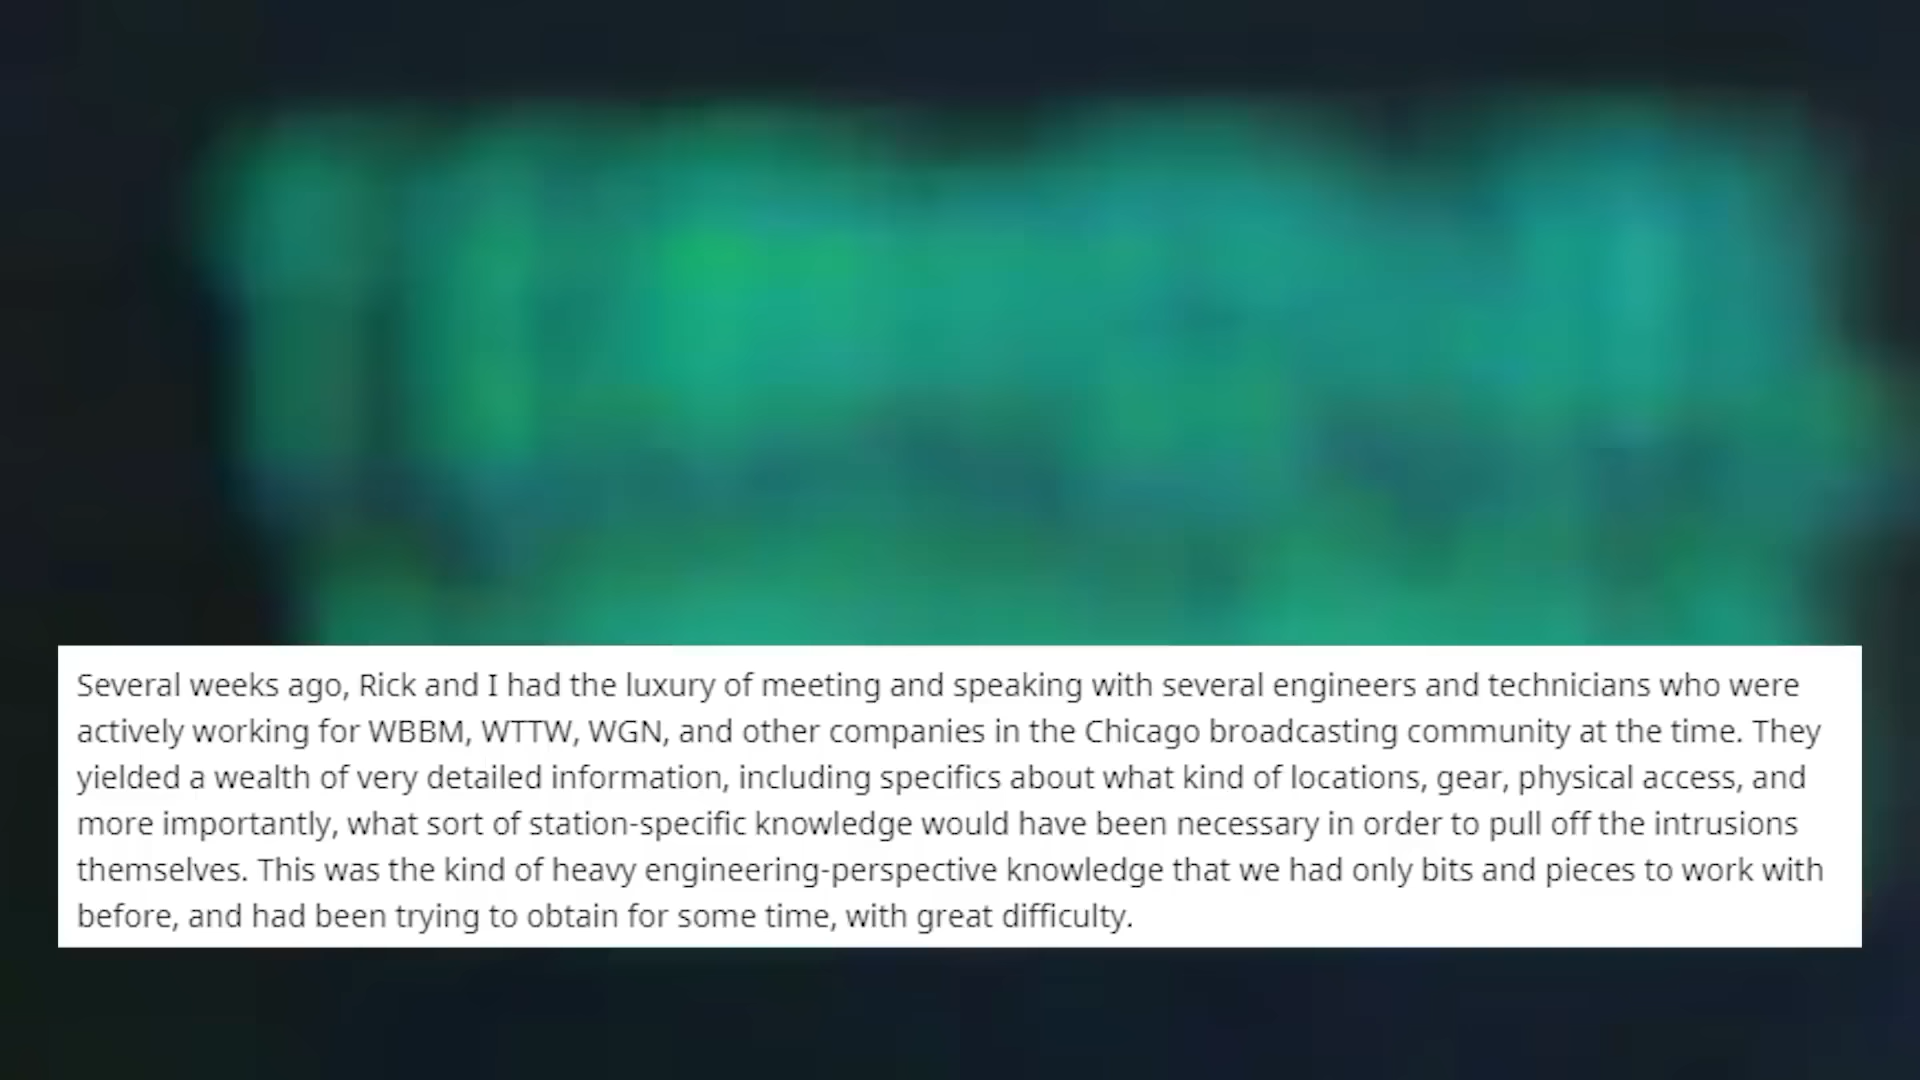 Several weeks ago, Rick and I had the luxury of meeting and speaking with several engineers and technicians who were
actively working for WBBM, WTTW, WGN, and other companies in the Chicago broadcasting community at the time. They
yielded a wealth of very detailed information, including specifics about what kind of locations, gear, physical access, and
more importantly, what sort of station-specific knowledge would have been necessary in order to pull off the intrusions
themselves. This was the kind of heavy engineering-perspective knowledge that we had only bits and pieces to work with
before, and had been trying to obtain for some time, with great difficulty.